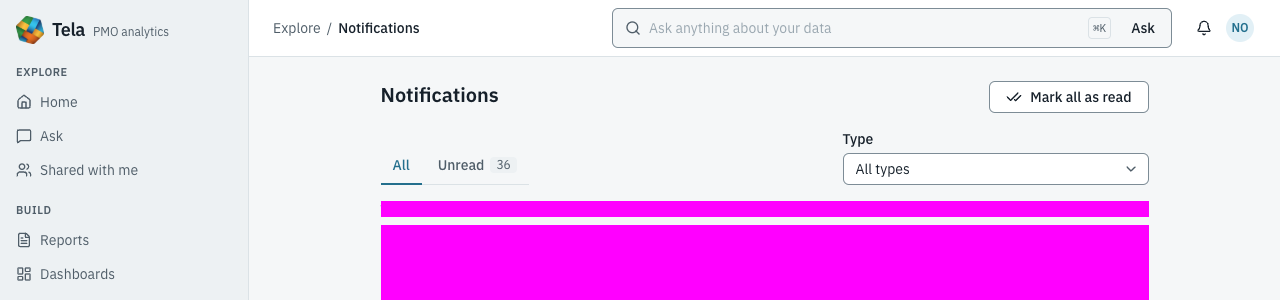 Tela PMO analytics
EXPLORE
Home
Ask
Shared with me
BUILD
Reports
Dashboards
Explore / Notifications
Ask anything about your data ⌘K Ask
NO
Notifications
Mark all as read
Type
All Unread 36
All types